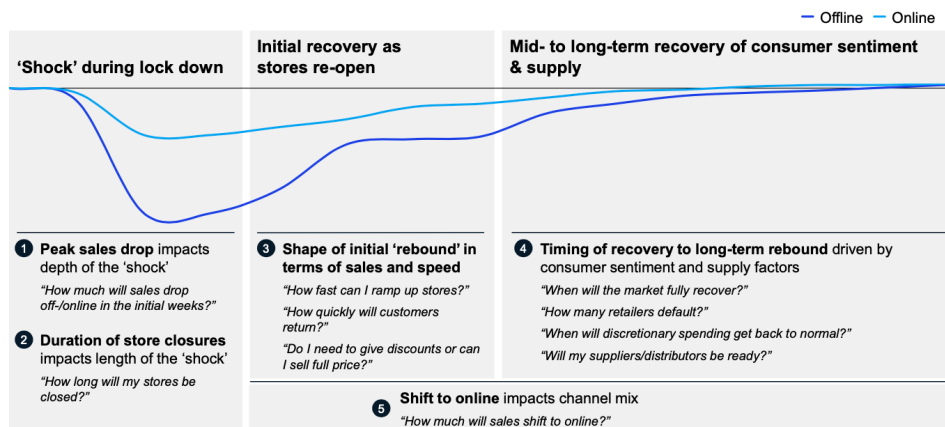 Offline Online
‘Shock’ during lock down
Initial recovery as
stores re-open
Mid- to long-term recovery of consumer sentiment
& supply
1 Peak sales drop impacts
depth of the ‘shock’
“How much will sales drop
off-/online in the initial weeks?”
2 Duration of store closures
impacts length of the ‘shock’
“How long will my stores be
closed?”
3 Shape of initial ‘rebound’ in
terms of sales and speed
“How fast can I ramp up stores?”
“How quickly will customers
return?”
“Do I need to give discounts or can
I sell full price?”
4 Timing of recovery to long-term rebound driven by
consumer sentiment and supply factors
“When will the market fully recover?”
“How many retailers default?”
“When will discretionary spending get back to normal?”
“Will my suppliers/distributors be ready?”
5 Shift to online impacts channel mix
“How much will sales shift to online?”